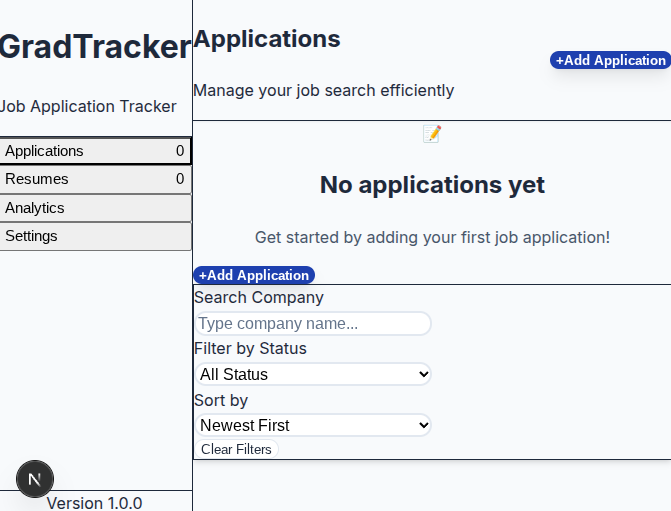 GradTracker
Job Application Tracker
Applications 0
Resumes 0
Analytics
Settings
N
Version 1.0.0
Applications
Manage your job search efficiently
+Add Application
No applications yet
Get started by adding your first job application!
+Add Application
Search Company
Type company name...
Filter by Status
All Status
Sort by
Newest First
Clear Filters